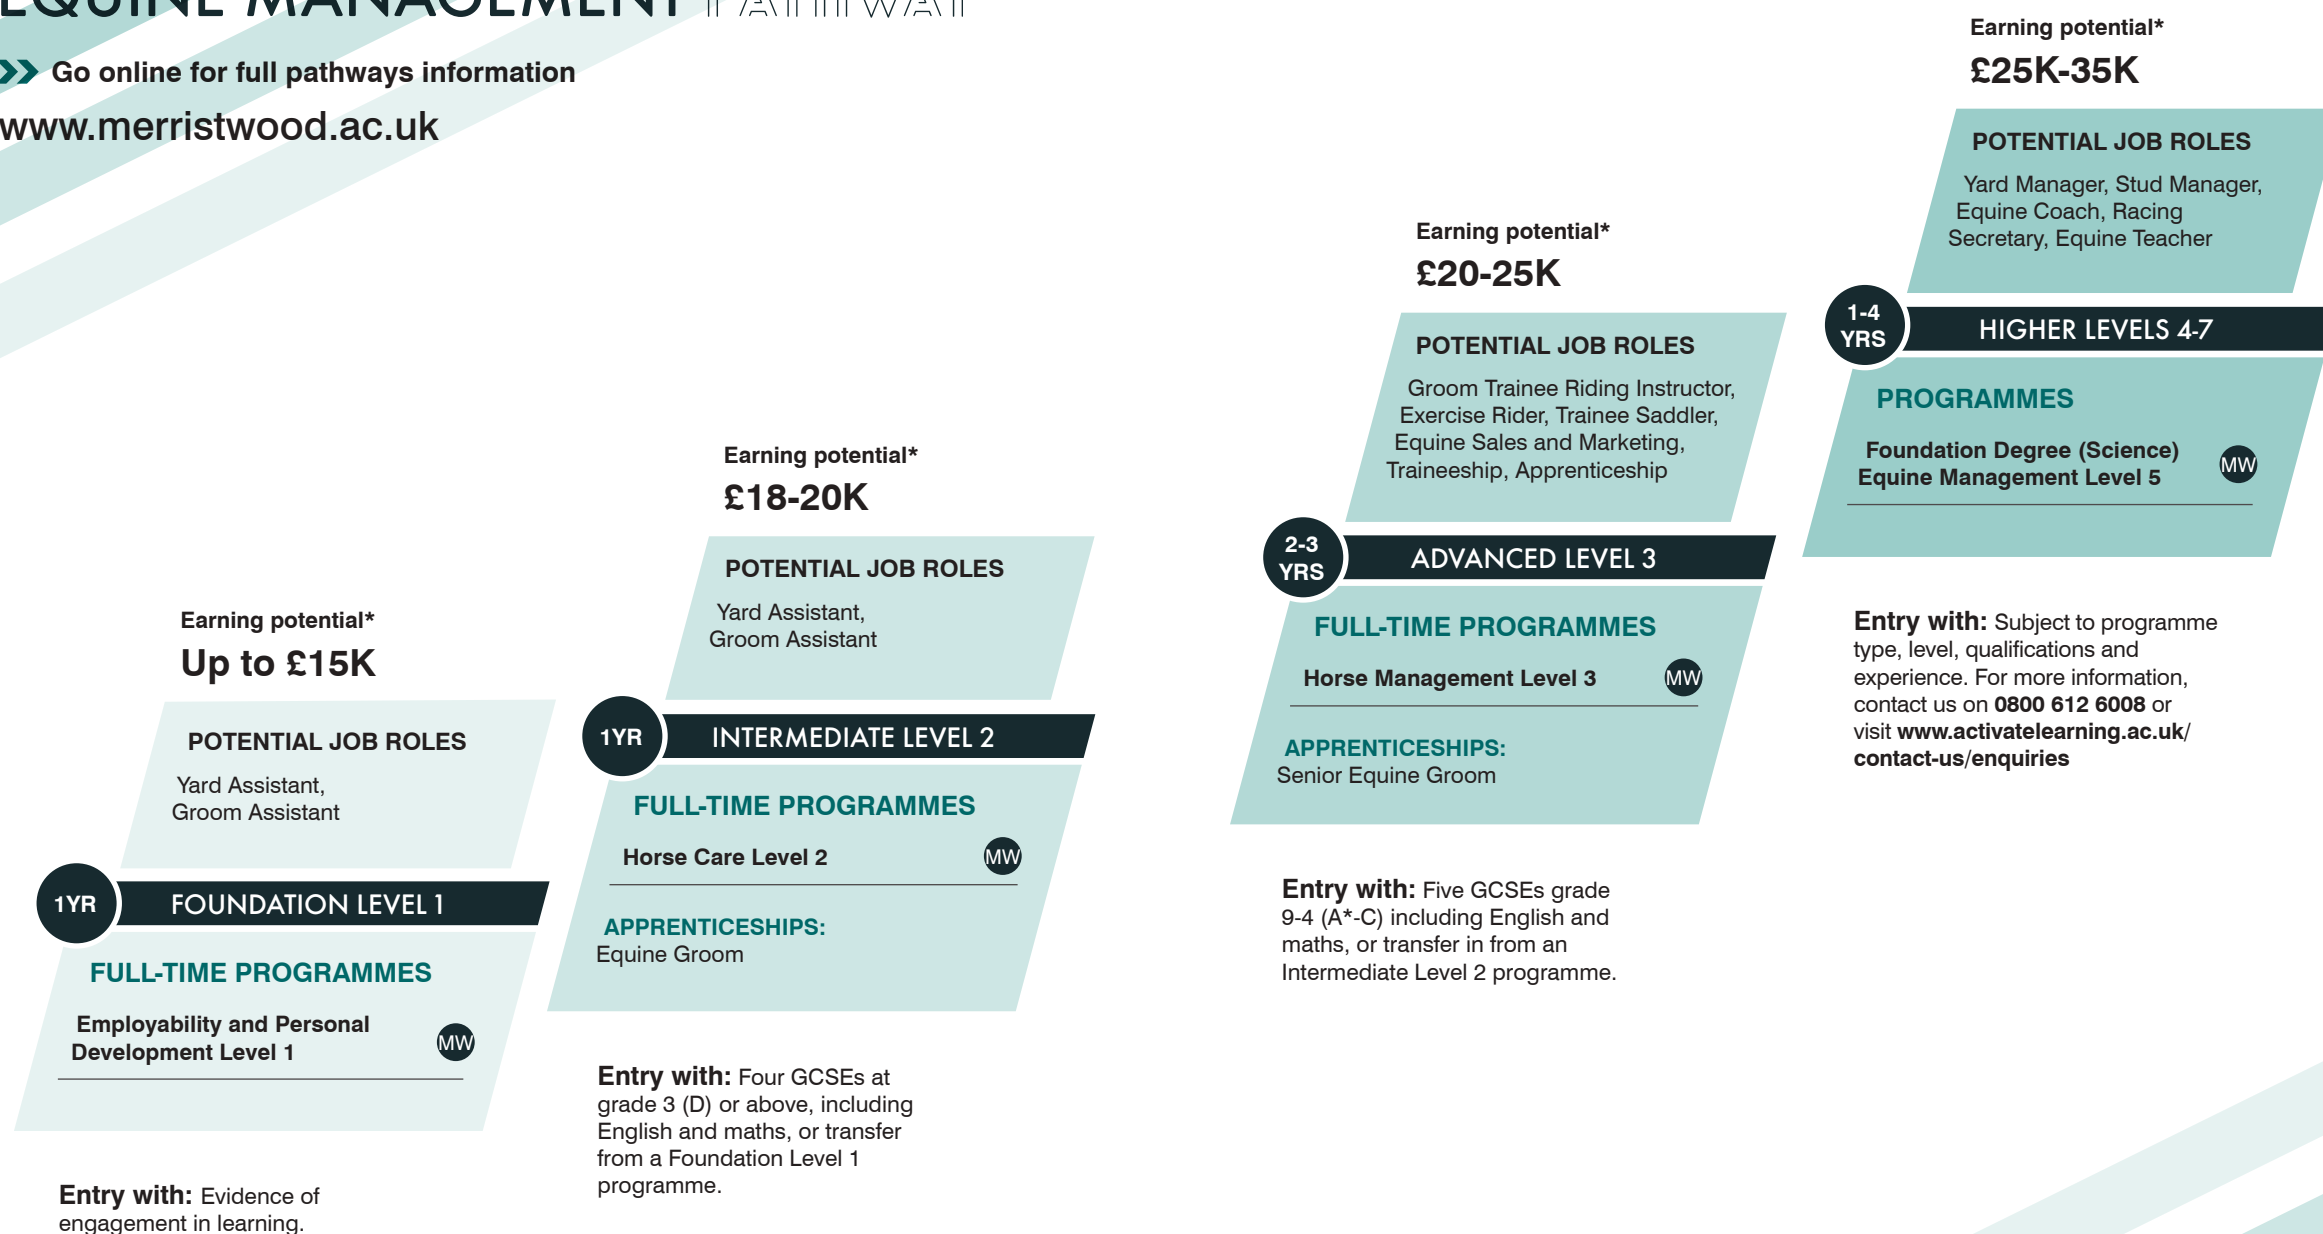 EQUINE MANAGEMENT PATHWAY
Go online for full pathways information
www.merristwood.ac.uk
Earning potential*
Up to £15K
POTENTIAL JOB ROLES
Yard Assistant,
Groom Assistant
1YR
FOUNDATION LEVEL 1
FULL-TIME PROGRAMMES
Employability and Personal
Development Level 1
MW
Entry with: Evidence of
engagement in learning.
Earning potential*
£18-20K
POTENTIAL JOB ROLES
Yard Assistant,
Groom Assistant
1YR
INTERMEDIATE LEVEL 2
FULL-TIME PROGRAMMES
Horse Care Level 2
MW
APPRENTICESHIPS:
Equine Groom
Entry with: Four GCSEs at
grade 3 (D) or above, including
English and maths, or transfer
from a Foundation Level 1
programme.
Earning potential*
£20-25K
POTENTIAL JOB ROLES
Groom Trainee Riding Instructor,
Exercise Rider, Trainee Saddler,
Equine Sales and Marketing,
Traineeship, Apprenticeship
2-3
YRS
ADVANCED LEVEL 3
FULL-TIME PROGRAMMES
Horse Management Level 3
MW
APPRENTICESHIPS:
Senior Equine Groom
Entry with: Five GCSEs grade
9-4 (A*-C) including English and
maths, or transfer in from an
Intermediate Level 2 programme.
Earning potential*
£25K-35K
POTENTIAL JOB ROLES
Yard Manager, Stud Manager,
Equine Coach, Racing
Secretary, Equine Teacher
1-4
YRS
HIGHER LEVELS 4-7
PROGRAMMES
Foundation Degree (Science)
Equine Management Level 5
MW
Entry with: Subject to programme
type, level, qualifications and
experience. For more information,
contact us on 0800 612 6008 or
visit www.activatelearning.ac.uk/
contact-us/enquiries